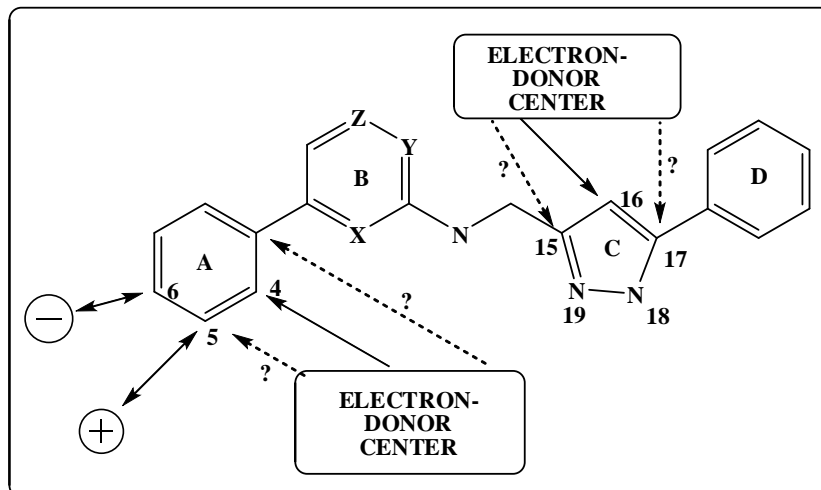 ELECTRON-
DONOR
CENTER
Z
Y
B
X
N
?
?
16
D
15
C
17
N
N
19
18
A
6
4
5
−
+
?
?
ELECTRON-
DONOR
CENTER